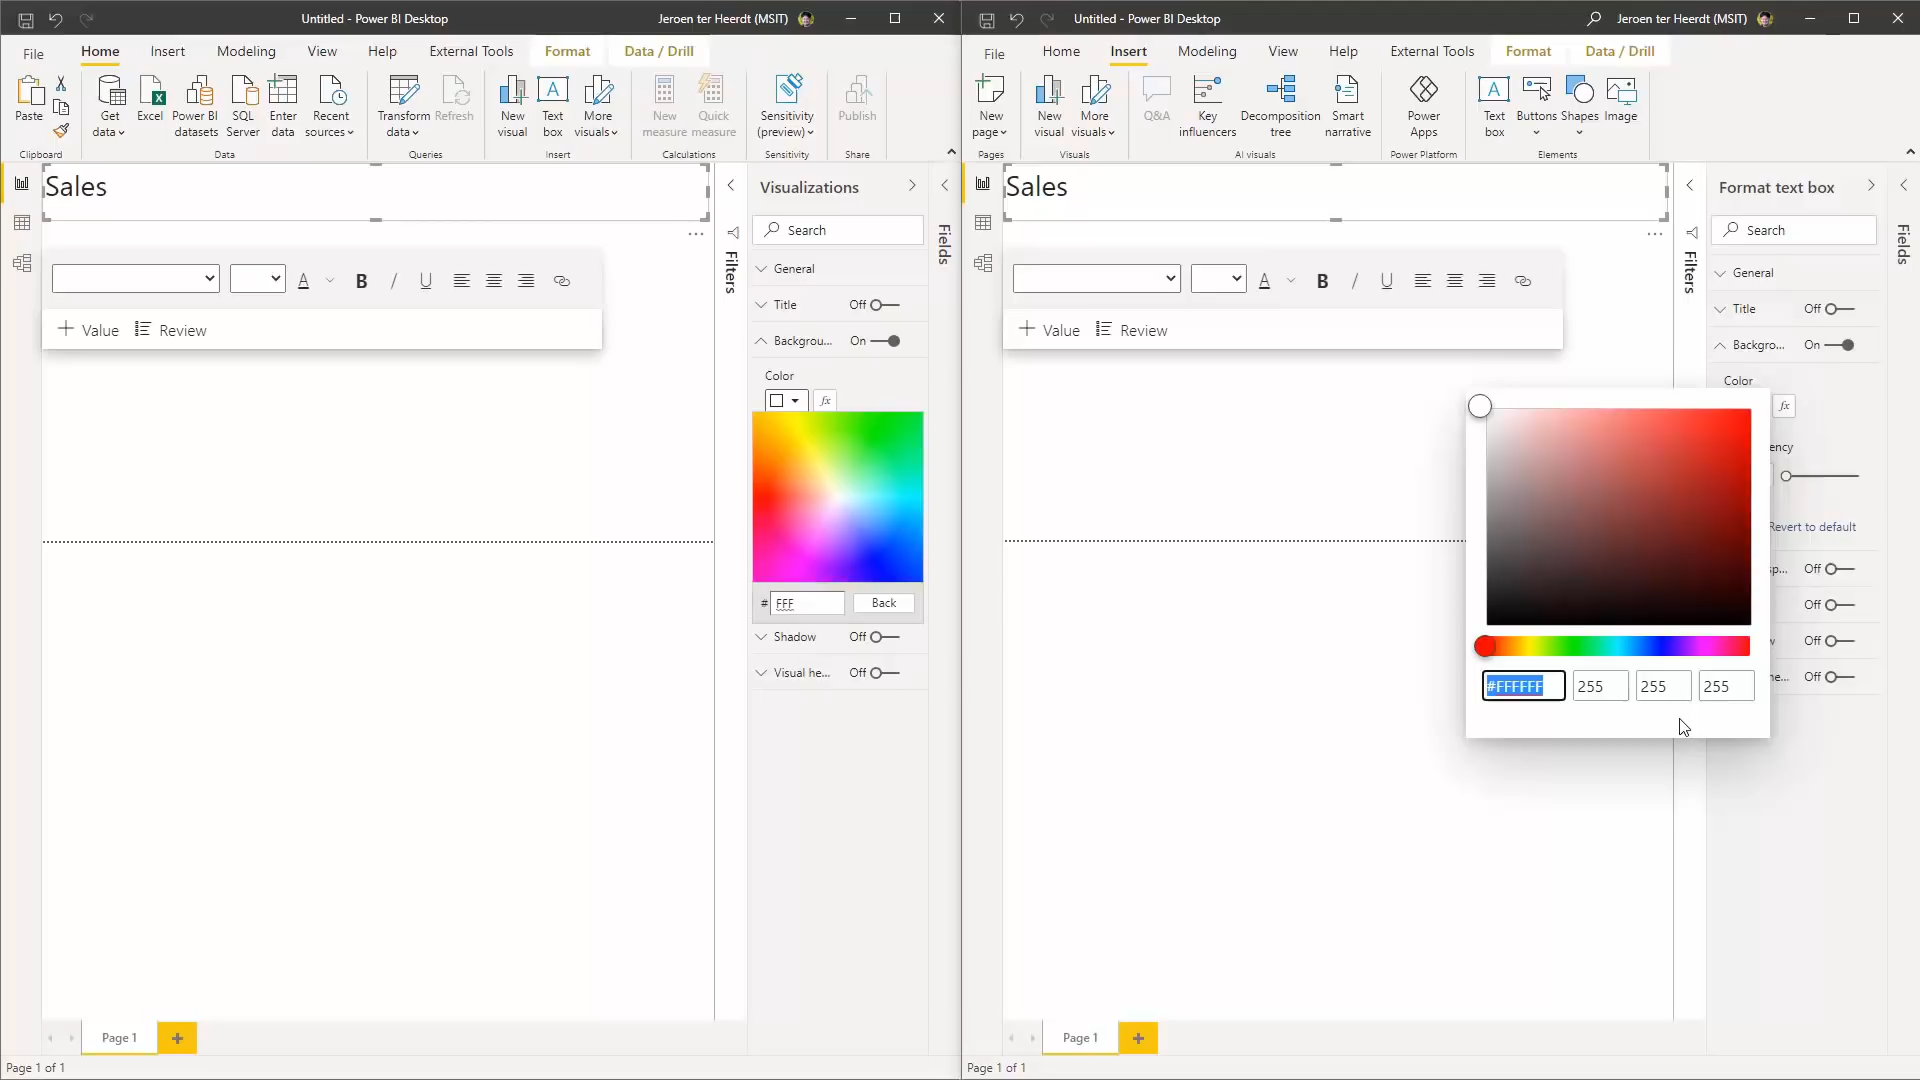 Untitled - Power BI Desktop
Jeroen ter Heerdt (MSIT)
File
Home
Insert
Modeling
View
Help
External Tools
Format
Data / Drill
Paste
Get data
Excel
Power BI datasets
SQL Server
Enter data
Recent sources
Transform data
Refresh
New visual
Text box
More visuals
New measure
Quick measure
Sensitivity (preview)
Publish
Clipboard
Data
Queries
Insert
Calculations
Sensitivity
Share
Sales
Value
Review
Filters
Visualizations
Search
General
Title Off
Backgrou... On
Color
fx
# FFF
Back
Shadow Off
Visual he... Off
Fields
Page 1
Page 1 of 1
Untitled - Power BI Desktop
Jeroen ter Heerdt (MSIT)
File
Home
Insert
Modeling
View
Help
External Tools
Format
Data / Drill
New page
New visual
More visuals
Q&A
Key influencers
Decomposition tree
Smart narrative
Power Apps
Text box
Buttons
Shapes
Image
Pages
Visuals
AI visuals
Power Platform
Elements
Sales
Value
Review
Filters
Format text box
Search
General
Title Off
Backgro... On
Color
fx
ency
Revert to default
sp... Off
Off
Off
ne... Off
#FFFFFF
255
255
255
Fields
Page 1
Page 1 of 1